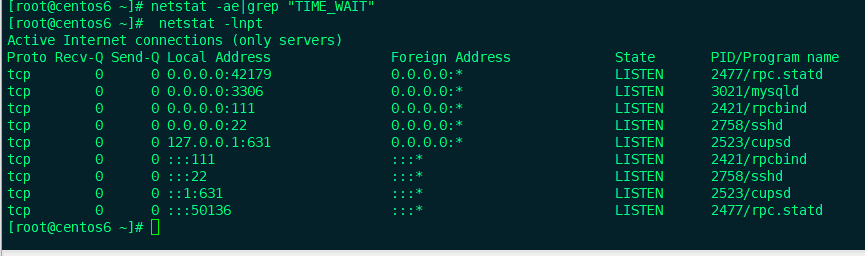 [root@centos6 ~]# netstat -ae|grep "TIME_WAIT"
[root@centos6 ~]#  netstat -lnpt
Active Internet connections (only servers)
Proto Recv-Q Send-Q Local Address               Foreign Address             State       PID/Program name
tcp        0      0 0.0.0.0:42179               0.0.0.0:*                   LISTEN      2477/rpc.statd
tcp        0      0 0.0.0.0:3306                0.0.0.0:*                   LISTEN      3021/mysqld
tcp        0      0 0.0.0.0:111                 0.0.0.0:*                   LISTEN      2421/rpcbind
tcp        0      0 0.0.0.0:22                  0.0.0.0:*                   LISTEN      2758/sshd
tcp        0      0 127.0.0.1:631               0.0.0.0:*                   LISTEN      2523/cupsd
tcp        0      0 :::111                      :::*                        LISTEN      2421/rpcbind
tcp        0      0 :::22                       :::*                        LISTEN      2758/sshd
tcp        0      0 ::1:631                     :::*                        LISTEN      2523/cupsd
tcp        0      0 :::50136                    :::*                        LISTEN      2477/rpc.statd
[root@centos6 ~]#